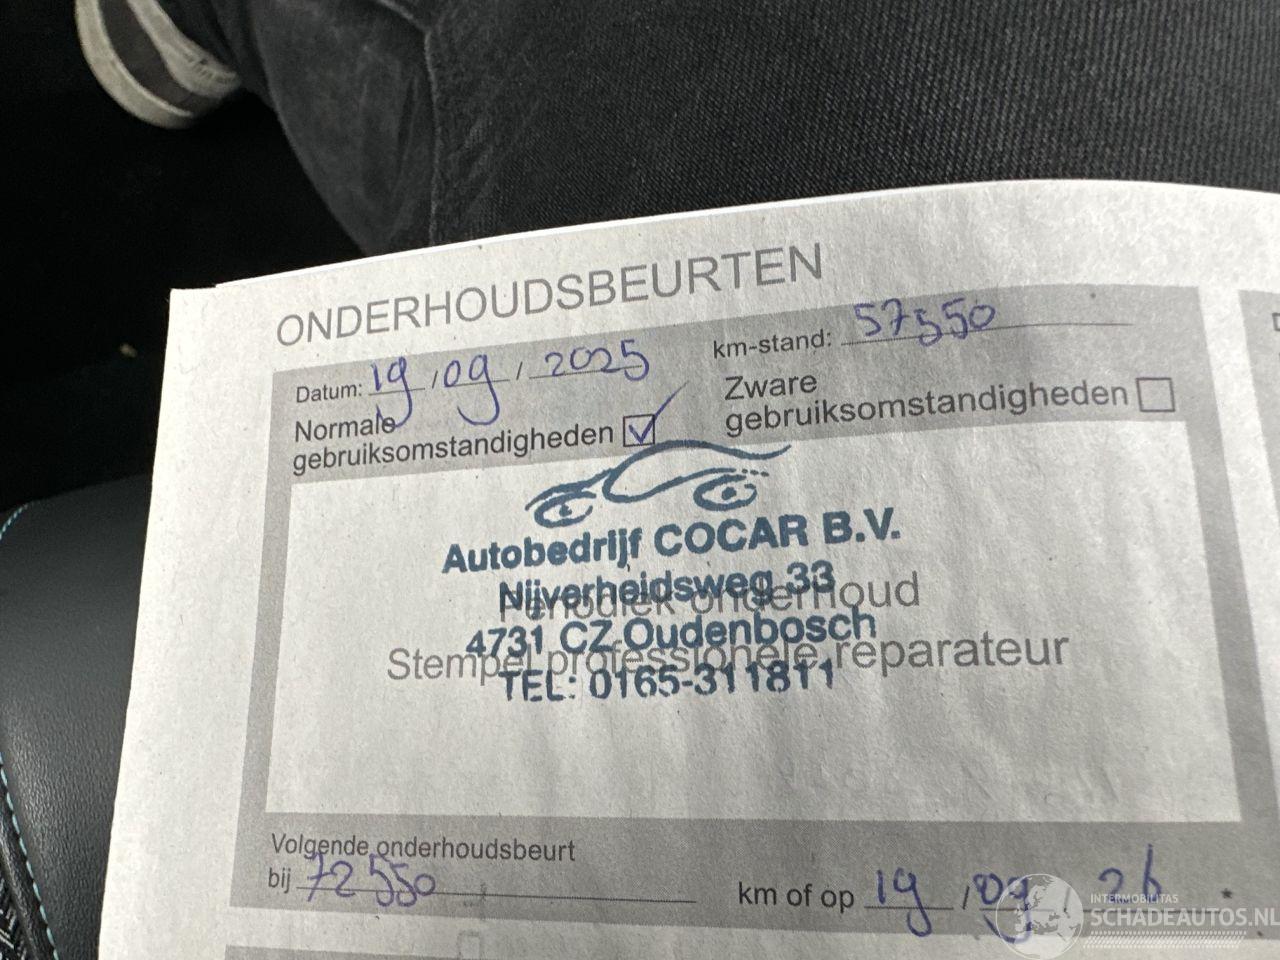 ONDERHOUDSBEURTEN
Datum: 19 / 09 / 2025
km-stand: 57550
Normale
gebruiksomstandigheden
Zware
gebruiksomstandigheden
Autobedrijf COCAR B.V.
Nijverheidsweg 33
Periodiek onderhoud
4731 CZ Oudenbosch
Stempel professionele reparateur
TEL: 0165-311811
Volgende onderhoudsbeurt
bij 72550 km of op 19 / 09 26 *
INTERMOBILITAS
SCHADEAUTOS.NL